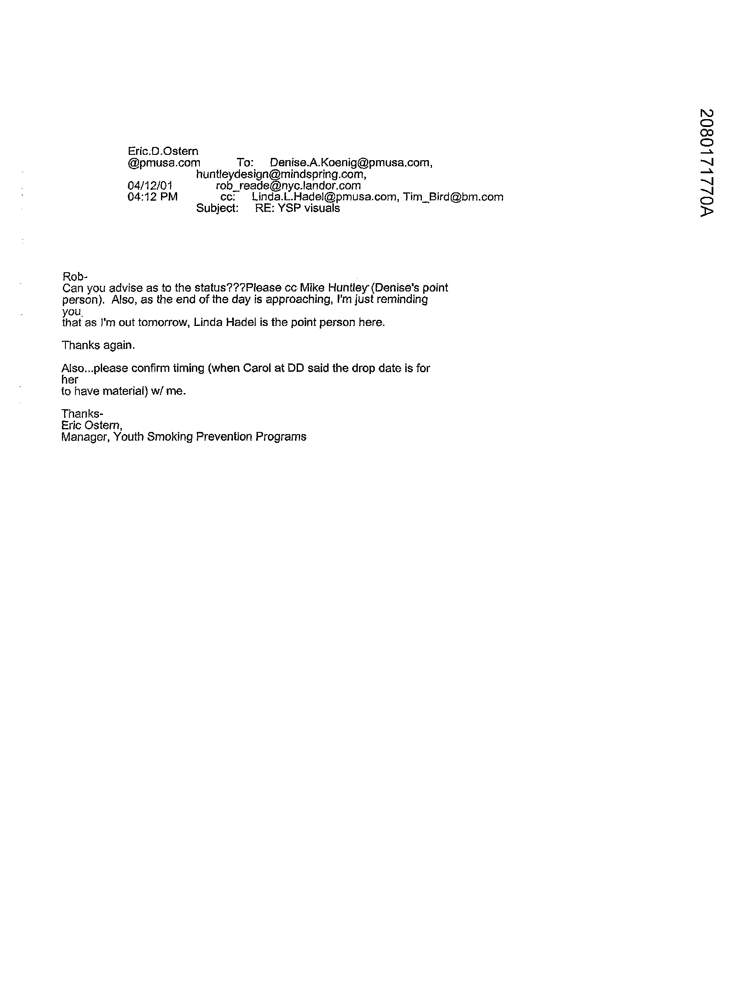 2080171770A
Eric.D.Ostern
@pmusa.com To: Denise.A.Koenig@pmusa.com,
huntleydesign@mindspring.com,
04/12/01 rob_reade@nyc.landor.com
04:12 PM cc: Linda.L.Hadel@pmusa.com, Tim_Bird@bm.com
Subject: RE: YSP visuals
Rob-
Can you advise as to the status???Please cc Mike Huntley (Denise's point
person). Also, as the end of the day is approaching, I'm just reminding
you
that as I'm out tomorrow, Linda Hadel is the point person here.
Thanks again.
Also...please confirm timing (when Carol at DD said the drop date is for
her
to have material) w/ me.
Thanks-
Eric Ostern,
Manager, Youth Smoking Prevention Programs